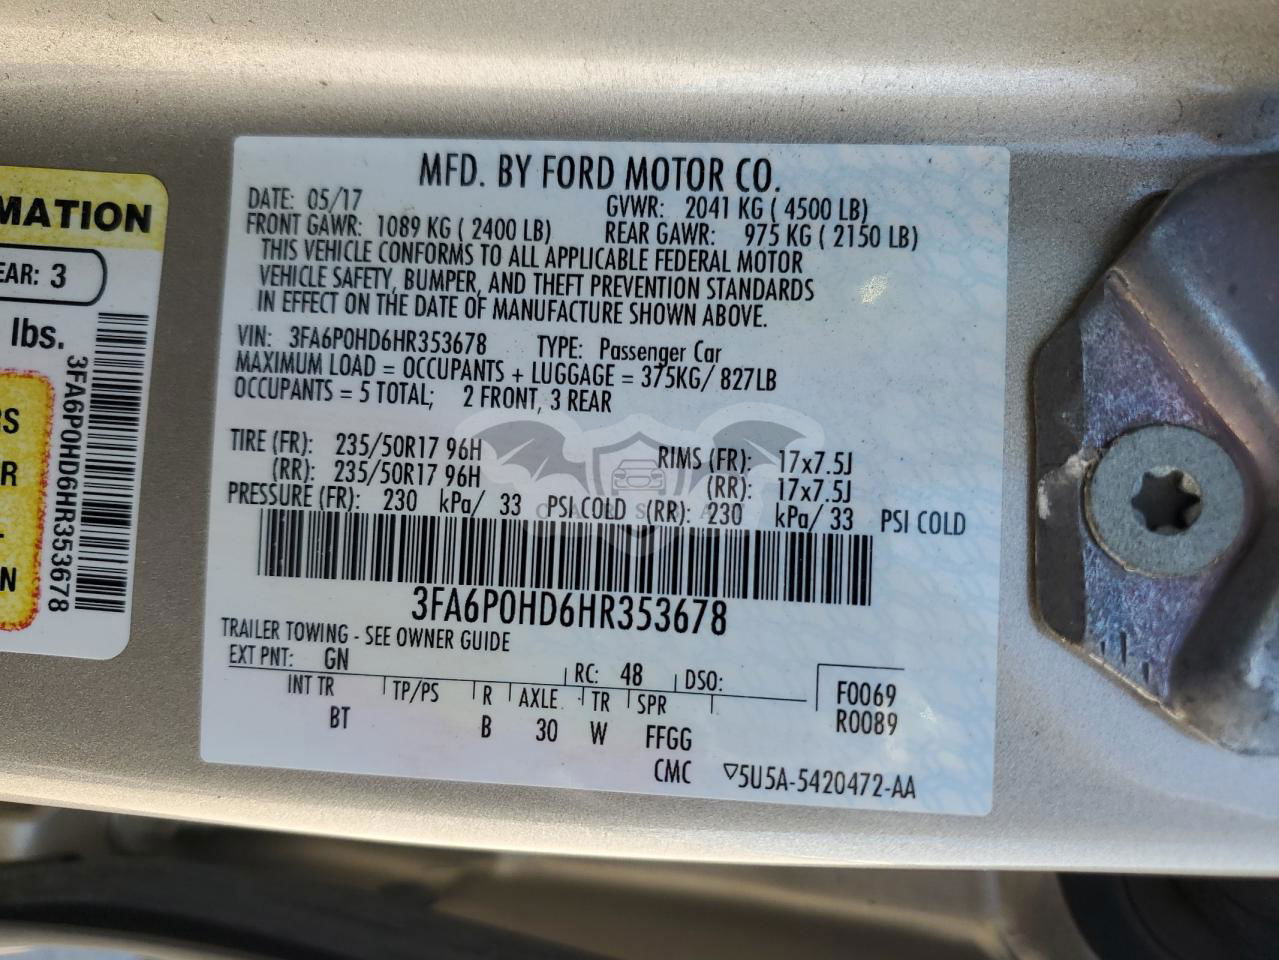 MATION
EAR: 3
lbs.
RS
R
N
3FA6P0HD6HR353678
MFD. BY FORD MOTOR CO.
DATE: 05/17 GVWR: 2041 KG ( 4500 LB)
FRONT GAWR: 1089 KG ( 2400 LB) REAR GAWR: 975 KG ( 2150 LB)
THIS VEHICLE CONFORMS TO ALL APPLICABLE FEDERAL MOTOR
VEHICLE SAFETY, BUMPER, AND THEFT PREVENTION STANDARDS
IN EFFECT ON THE DATE OF MANUFACTURE SHOWN ABOVE.
VIN: 3FA6P0HD6HR353678 TYPE: Passenger Car
MAXIMUM LOAD = OCCUPANTS + LUGGAGE = 375KG/ 827LB
OCCUPANTS = 5 TOTAL; 2 FRONT, 3 REAR
TIRE (FR): 235/50R17 96H RIMS (FR): 17x7.5J
(RR): 235/50R17 96H (RR): 17x7.5J
PRESSURE (FR): 230 kPa/ 33 PSI COLD (RR): 230 kPa/ 33 PSI COLD
3FA6P0HD6HR353678
TRAILER TOWING - SEE OWNER GUIDE
EXT PNT: GN RC: 48 DSO:
INT TR TP/PS R AXLE TR SPR F0069
BT B 30 W FFGG R0089
CMC ▽5U5A-5420472-AA